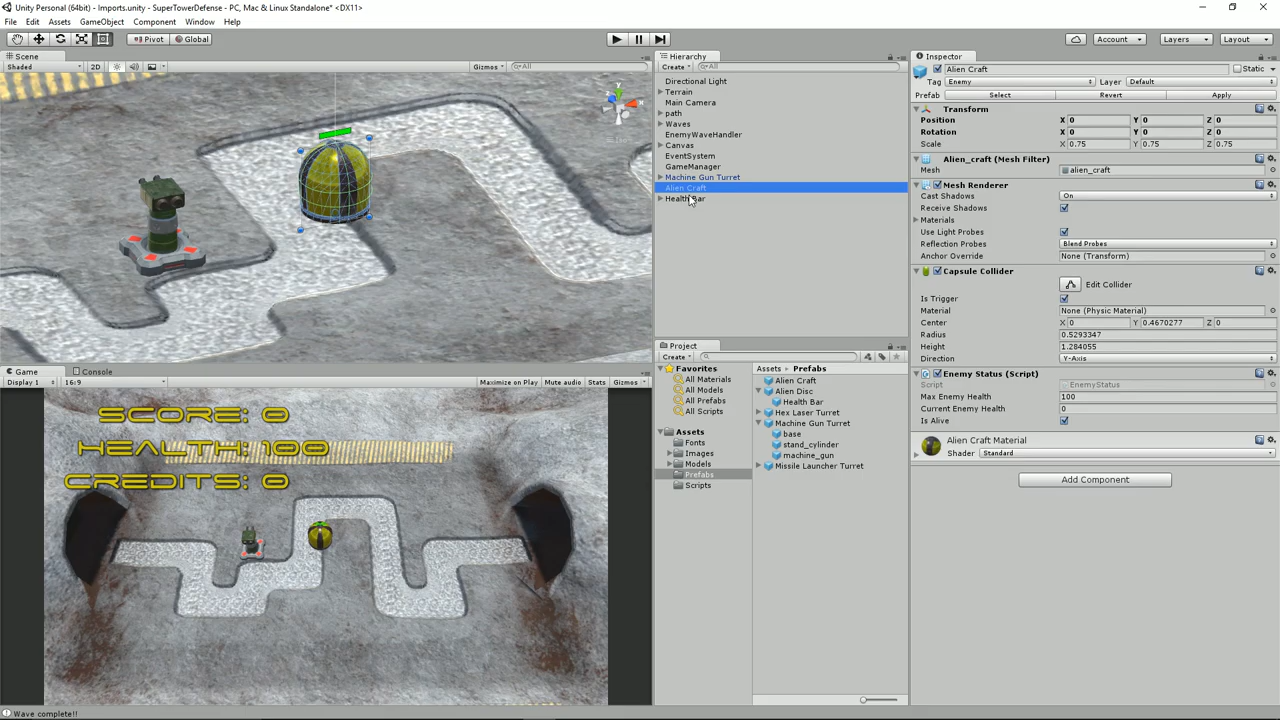 Unity Personal (64bit) - Imports.unity - SuperTowerDefense - PC, Mac & Linux Standalone* <DX11>
File Edit Assets GameObject Component Window Help
Pivot Global Account Layers Layout
Scene
Shaded 2D Gizmos All
Hierarchy
Create All
Directional Light
Terrain
Main Camera
path
Waves
EnemyWaveHandler
Canvas
EventSystem
GameManager
Machine Gun Turret
Alien Craft
Health Bar
Inspector
Alien Craft Static
Tag Enemy Layer Default
Prefab Select Revert Apply
Transform
Position X 0 Y 0 Z 0
Rotation X 0 Y 0 Z 0
Scale X 0.75 Y 0.75 Z 0.75
Alien_craft (Mesh Filter)
Mesh alien_craft
Mesh Renderer
Cast Shadows On
Receive Shadows
Materials
Use Light Probes
Reflection Probes Blend Probes
Anchor Override None (Transform)
Capsule Collider
Edit Collider
Is Trigger
Material None (Physic Material)
Center X 0 Y 0.4670277 Z 0
Radius 0.5293347
Height 1.284055
Direction Y-Axis
Enemy Status (Script)
Script EnemyStatus
Max Enemy Health 100
Current Enemy Health 0
Is Alive
Alien Craft Material
Shader Standard
Add Component
Game Console
Display 1 16:9 Maximize on Play Mute audio Stats Gizmos
SCORE: 0
HEALTH: 100
CREDITS: 0
Project
Create
Favorites
All Materials
All Models
All Prefabs
All Scripts
Assets
Fonts
Images
Models
Prefabs
Scripts
Assets Prefabs
Alien Craft
Alien Disc
Health Bar
Hex Laser Turret
Machine Gun Turret
base
stand_cylinder
machine_gun
Missile Launcher Turret
Wave complete!!